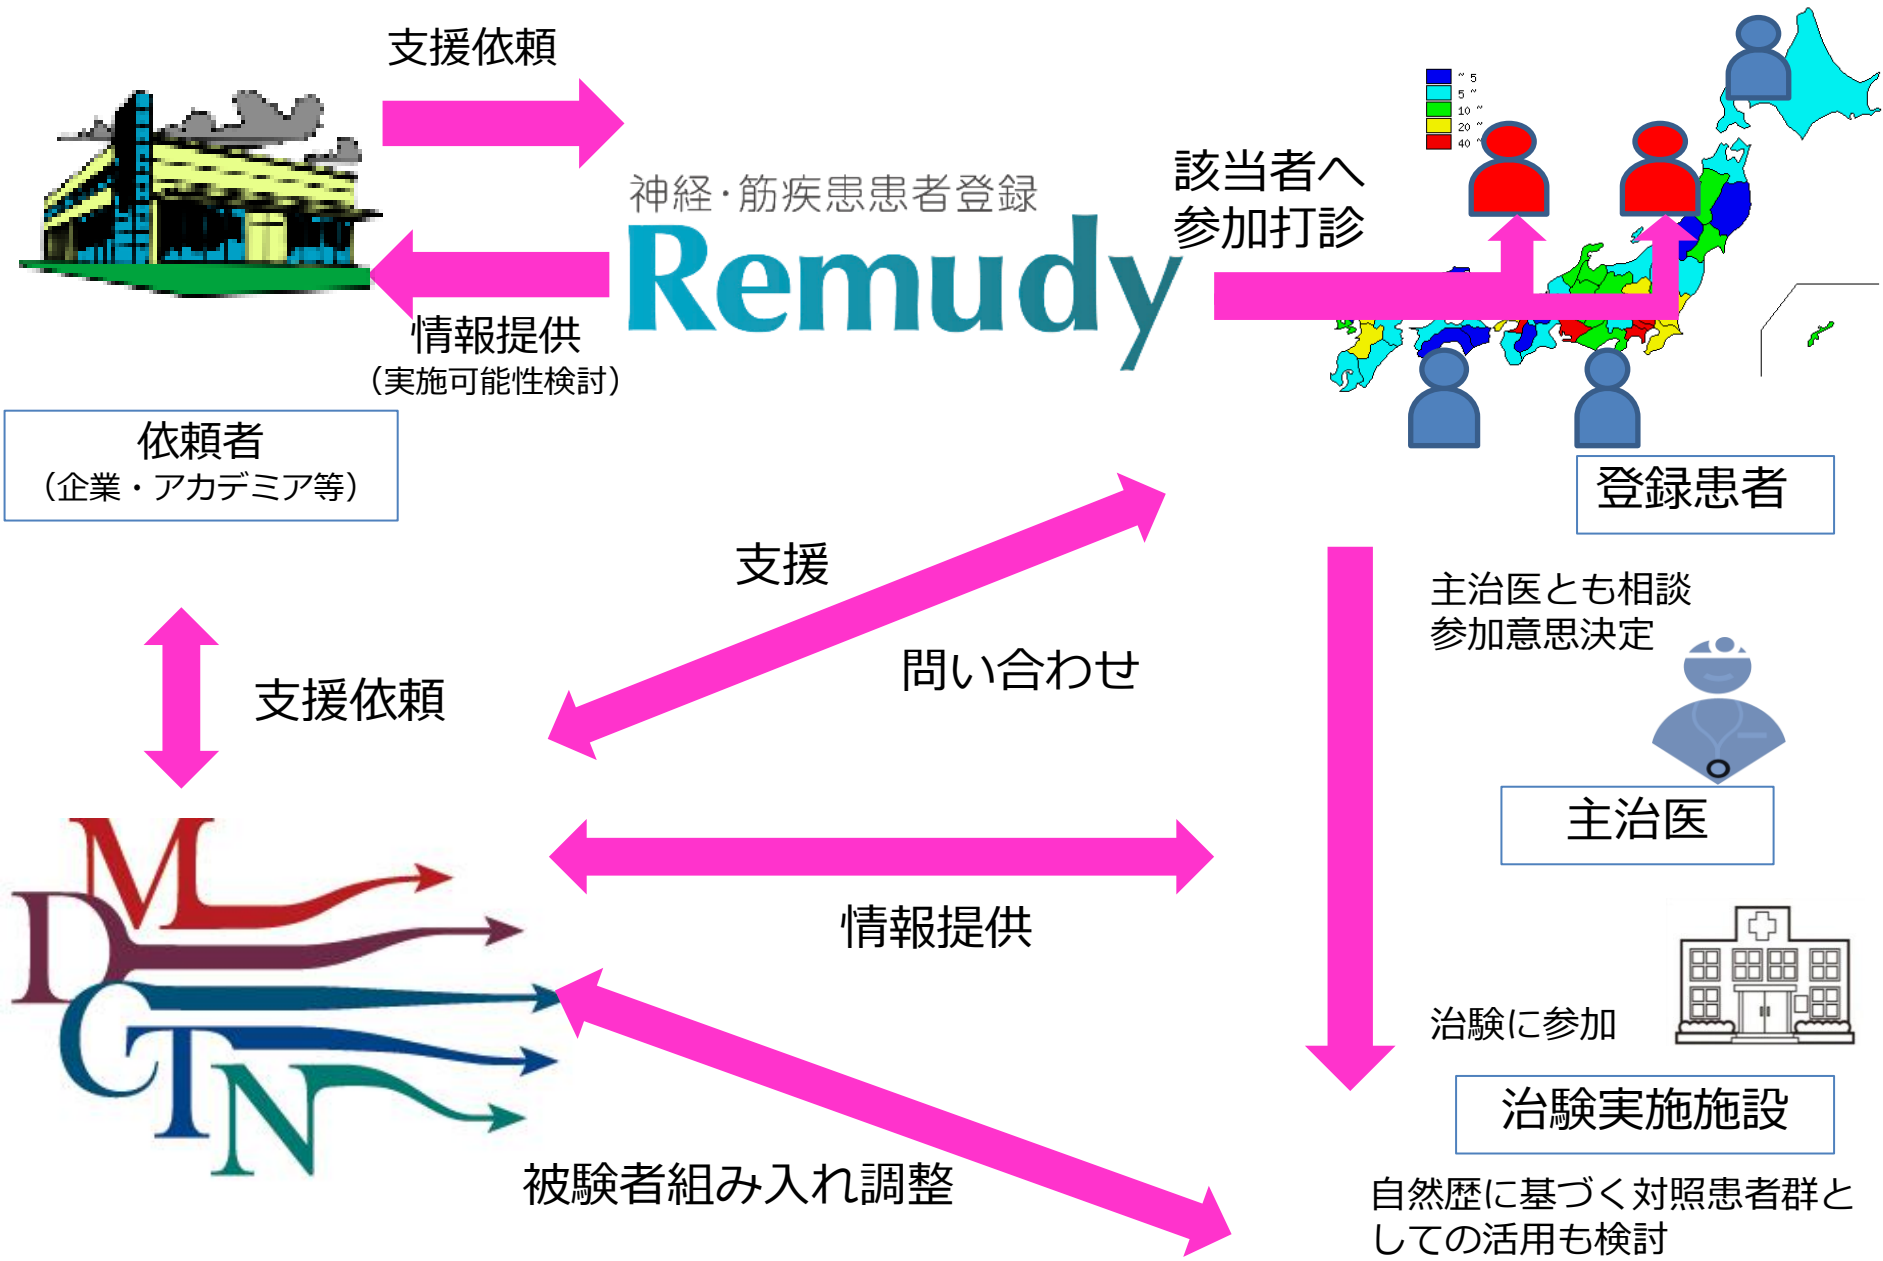 支援依頼
~ 5
5 ~
10 ~
20 ~
40 ~
神経・筋疾患患者登録
Remudy
該当者へ
参加打診
情報提供
（実施可能性検討）
依頼者
（企業・アカデミア等）
登録患者
支援
主治医とも相談
参加意思決定
問い合わせ
支援依頼
主治医
MDCTN
情報提供
治験に参加
治験実施施設
被験者組み入れ調整
自然歴に基づく対照患者群と
しての活用も検討